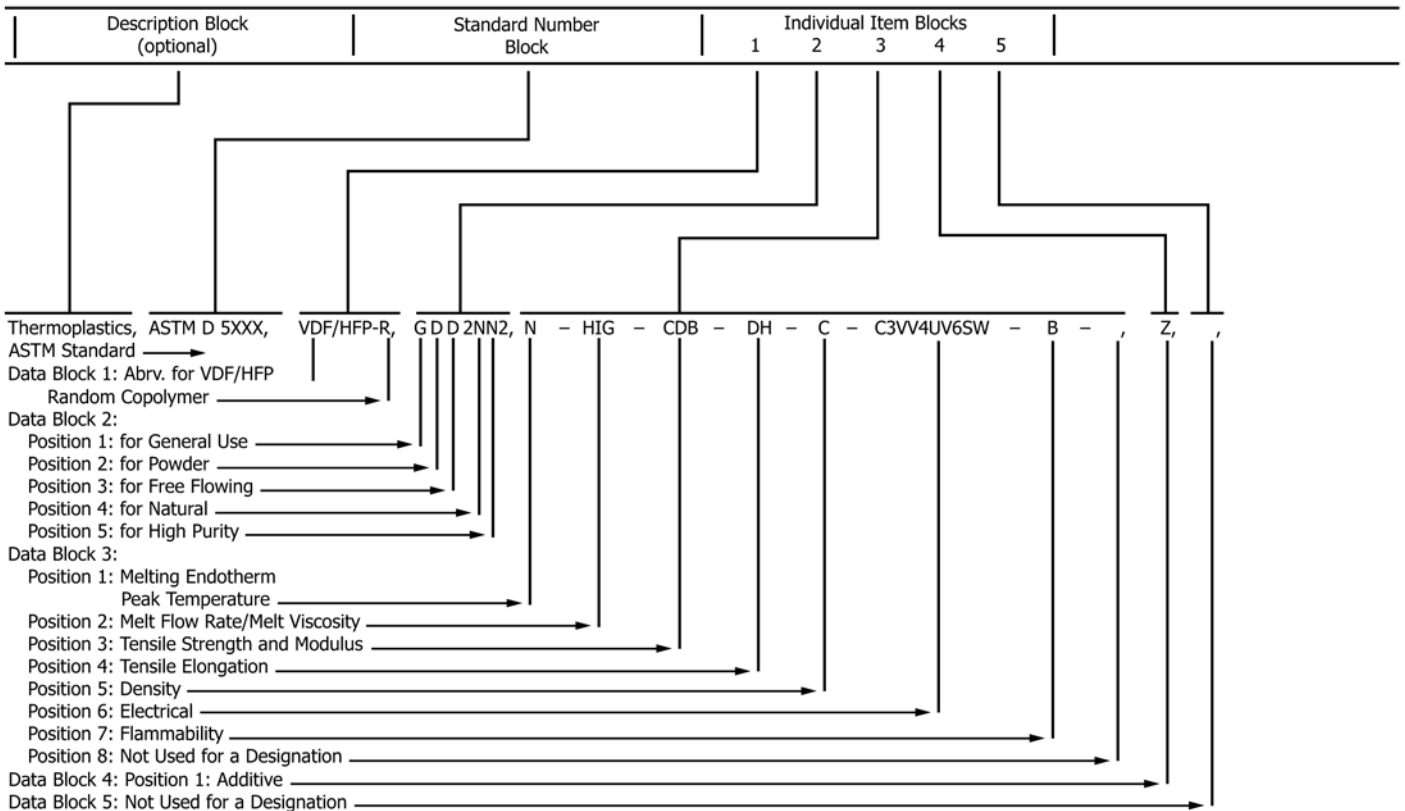 Description Block
(optional)
Standard Number
Block
Individual Item Blocks
1 2 3 4 5
Thermoplastics, ASTM D 5XXX, VDF/HFP-R, G D D 2NN2, N – HIG – CDB – DH – C – C3VV4UV6SW – B – , Z, ,
ASTM Standard
Data Block 1: Abrv. for VDF/HFP
Random Copolymer
Data Block 2:
Position 1: for General Use
Position 2: for Powder
Position 3: for Free Flowing
Position 4: for Natural
Position 5: for High Purity
Data Block 3:
Position 1: Melting Endotherm
Peak Temperature
Position 2: Melt Flow Rate/Melt Viscosity
Position 3: Tensile Strength and Modulus
Position 4: Tensile Elongation
Position 5: Density
Position 6: Electrical
Position 7: Flammability
Position 8: Not Used for a Designation
Data Block 4: Position 1: Additive
Data Block 5: Not Used for a Designation